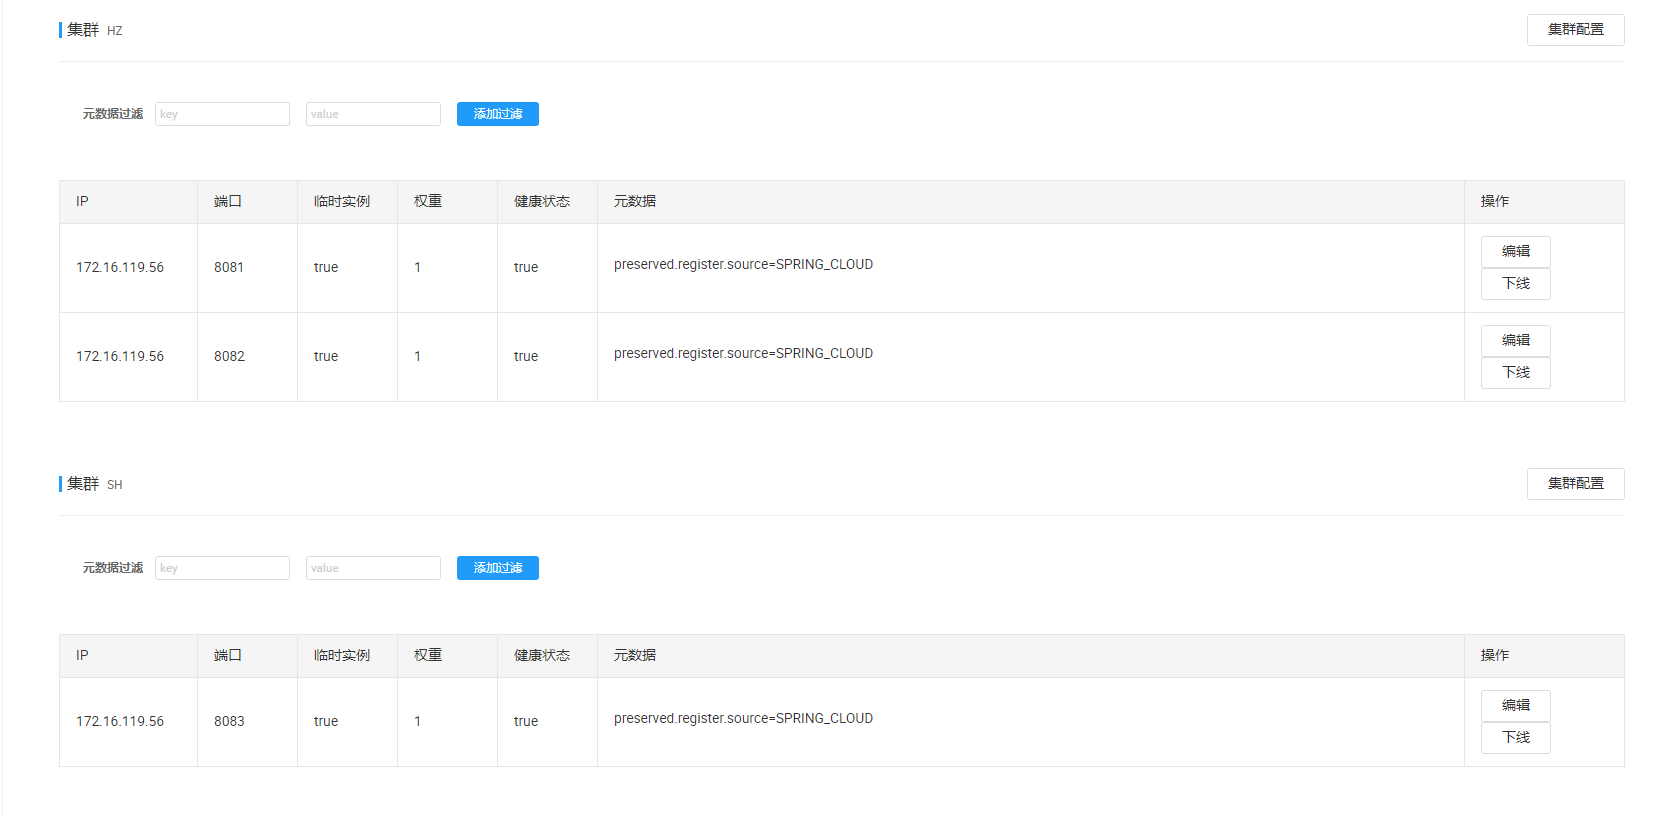 集群 HZ 集群配置
元数据过滤 key value 添加过滤
IP 端口 临时实例 权重 健康状态 元数据 操作
172.16.119.56 8081 true 1 true preserved.register.source=SPRING_CLOUD 编辑
下线
172.16.119.56 8082 true 1 true preserved.register.source=SPRING_CLOUD 编辑
下线
集群 SH 集群配置
元数据过滤 key value 添加过滤
IP 端口 临时实例 权重 健康状态 元数据 操作
172.16.119.56 8083 true 1 true preserved.register.source=SPRING_CLOUD 编辑
下线